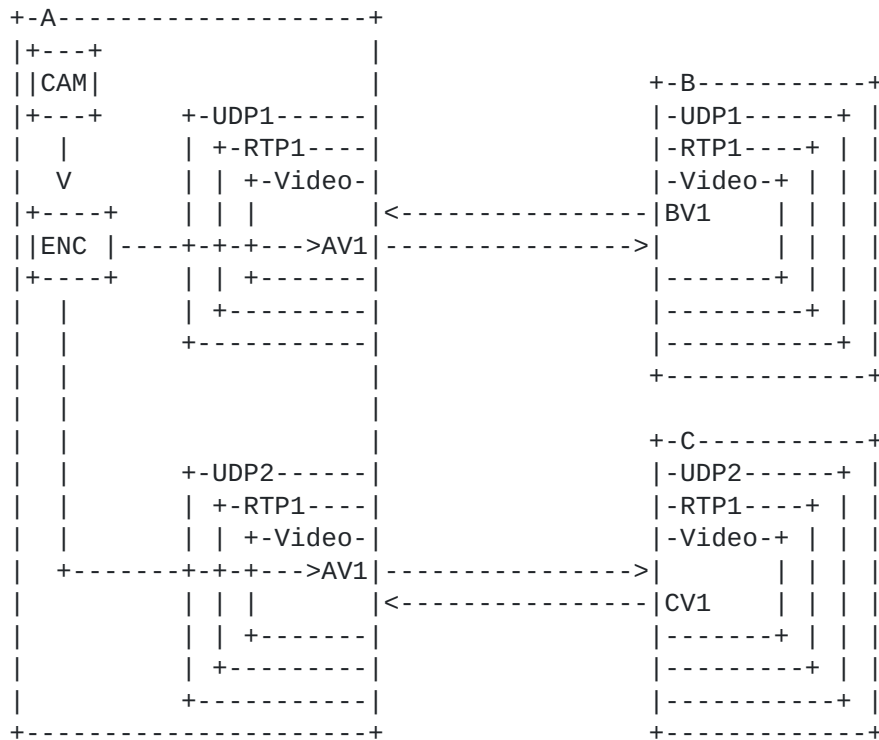 +-A---------------------+
|+---+                  |
||CAM|                  |                 +-B-----------+
|+---+     +-UDP1------|                 |-UDP1------+ |
|  |       | +-RTP1----|                 |-RTP1----+ | |
|  V       | | +-Video-|                 |-Video-+ | | |
|+----+    | | |       |<----------------|BV1    | | | |
||ENC |----+-+-+--->AV1|---------------->|       | | | |
|+----+    | | +-------|                 |-------+ | | |
|  |       | +---------|                 |---------+ | |
|  |       +-----------|                 |-----------+ |
|  |                   |                 +-------------+
|  |                   |
|  |                   |                 +-C-----------+
|  |       +-UDP2------|                 |-UDP2------+ |
|  |       | +-RTP1----|                 |-RTP1----+ | |
|  |       | | +-Video-|                 |-Video-+ | | |
|  +-------+-+-+--->AV1|---------------->|       | | | |
|          | | |       |<----------------|CV1    | | | |
|          | | +-------|                 |-------+ | | |
|          | +---------|                 |---------+ | |
|          +-----------|                 |-----------+ |
+----------------------+                 +-------------+